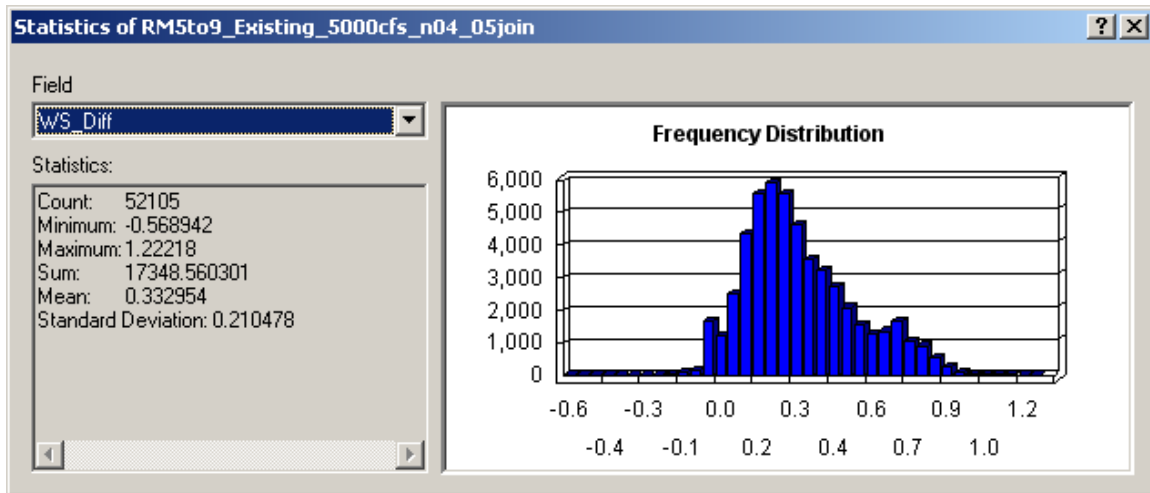 Statistics of RM5to9_Existing_5000cfs_n04_05join
Field
WS_Diff
Statistics:
Count: 52105
Minimum: -0.568942
Maximum: 1.22218
Sum: 17348.560301
Mean: 0.332954
Standard Deviation: 0.210478
Frequency Distribution
6,000
5,000
4,000
3,000
2,000
1,000
0
-0.6 -0.3 0.0 0.3 0.6 0.9 1.2
-0.4 -0.1 0.2 0.4 0.7 1.0